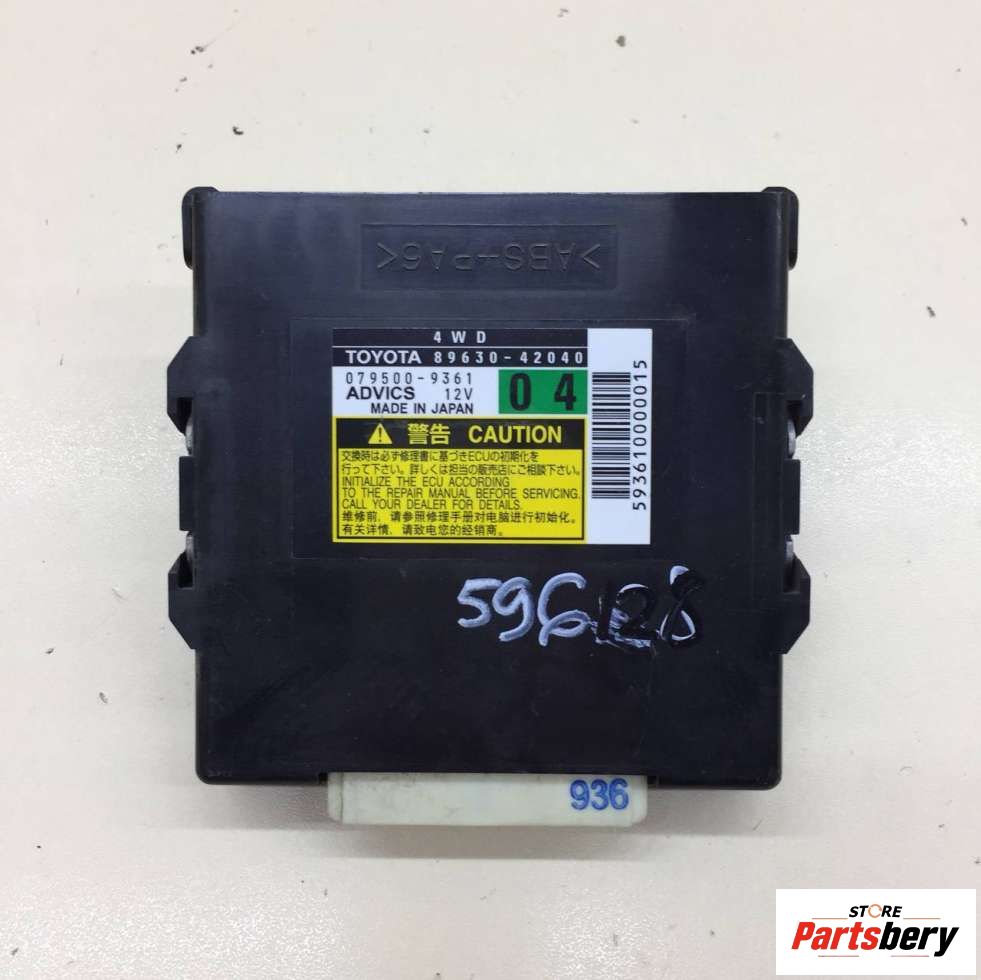 >ABS+PA6<
4WD
TOYOTA 89630-42040
079500-9361
ADVICS 12V
MADE IN JAPAN
04
警告 CAUTION
交換時は必ず修理書に基づきECUの初期化を
行って下さい。詳しくは担当の販売店にご相談下さい。
INITIALIZE THE ECU ACCORDING
TO THE REPAIR MANUAL BEFORE SERVICING.
CALL YOUR DEALER FOR DETAILS.
维修前，请参照修理手册对电脑进行初始化。
有关详情，请致电您的经销商。
593610000015
596128
936
STORE
Partsbery